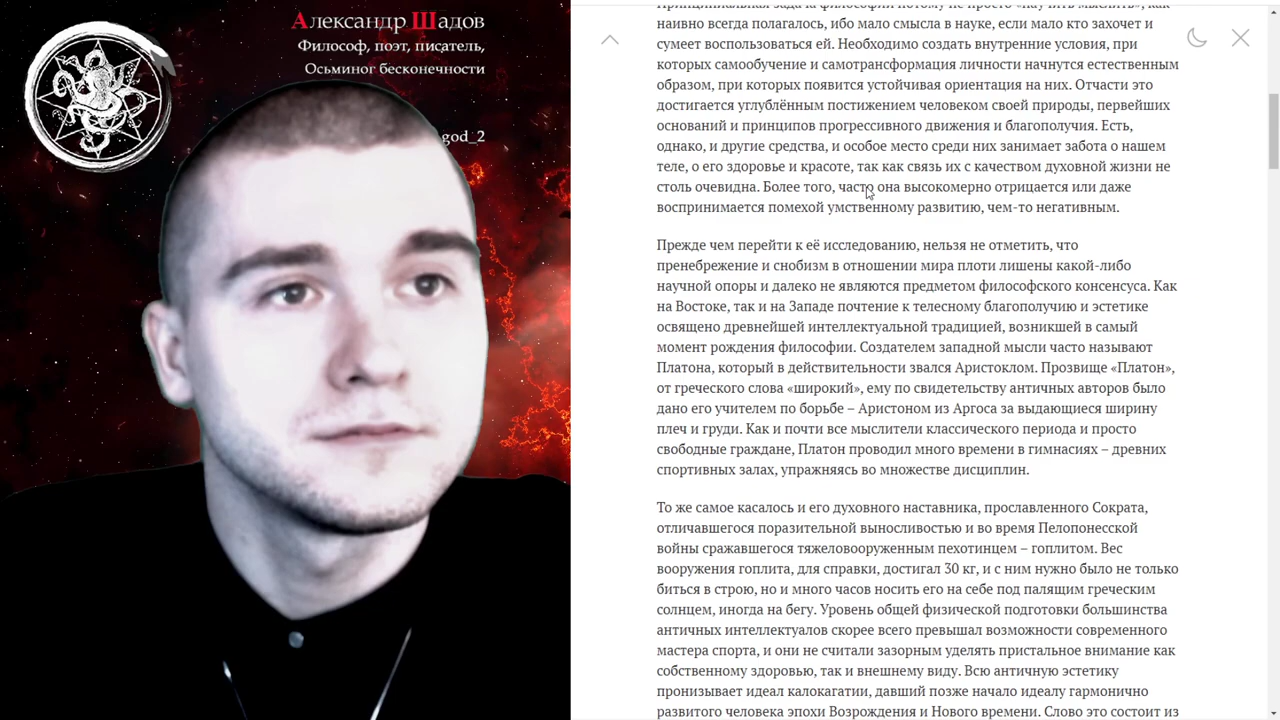 Александр Шадов
Философ, поэт, писатель,
Осьминог бесконечности
god_2
наивно всегда полагалось, ибо мало смысла в науке, если мало кто захочет и
сумеет воспользоваться ей. Необходимо создать внутренние условия, при
которых самообучение и самотрансформация личности начнутся естественным
образом, при которых появится устойчивая ориентация на них. Отчасти это
достигается углублённым постижением человеком своей природы, первейших
оснований и принципов прогрессивного движения и благополучия. Есть,
однако, и другие средства, и особое место среди них занимает забота о нашем
теле, о его здоровье и красоте, так как связь их с качеством духовной жизни не
столь очевидна. Более того, часто она высокомерно отрицается или даже
воспринимается помехой умственному развитию, чем-то негативным.
Прежде чем перейти к её исследованию, нельзя не отметить, что
пренебрежение и снобизм в отношении мира плоти лишены какой-либо
научной опоры и далеко не являются предметом философского консенсуса. Как
на Востоке, так и на Западе почтение к телесному благополучию и эстетике
освящено древнейшей интеллектуальной традицией, возникшей в самый
момент рождения философии. Создателем западной мысли часто называют
Платона, который в действительности звался Аристоклом. Прозвище «Платон»,
от греческого слова «широкий», ему по свидетельству античных авторов было
дано его учителем по борьбе – Аристоном из Аргоса за выдающиеся ширину
плеч и груди. Как и почти все мыслители классического периода и просто
свободные граждане, Платон проводил много времени в гимнасиях – древних
спортивных залах, упражняясь во множестве дисциплин.
То же самое касалось и его духовного наставника, прославленного Сократа,
отличавшегося поразительной выносливостью и во время Пелопонесской
войны сражавшегося тяжеловооруженным пехотинцем – гоплитом. Вес
вооружения гоплита, для справки, достигал 30 кг, и с ним нужно было не только
биться в строю, но и много часов носить его на себе под палящим греческим
солнцем, иногда на бегу. Уровень общей физической подготовки большинства
античных интеллектуалов скорее всего превышал возможности современного
мастера спорта, и они не считали зазорным уделять пристальное внимание как
собственному здоровью, так и внешнему виду. Всю античную эстетику
пронизывает идеал калокагатии, давший позже начало идеалу гармонично
развитого человека эпохи Возрождения и Нового времени. Слово это состоит из